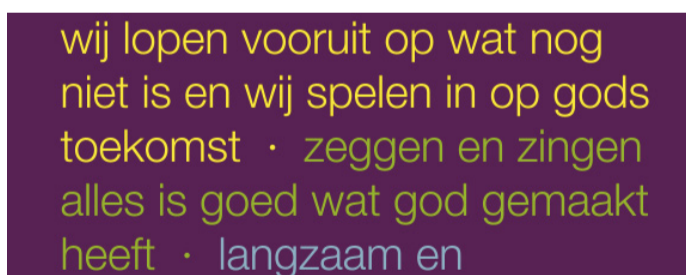 wij lopen vooruit op wat nog
niet is en wij spelen in op gods
toekomst · zeggen en zingen
alles is goed wat god gemaakt
heeft · langzaam en